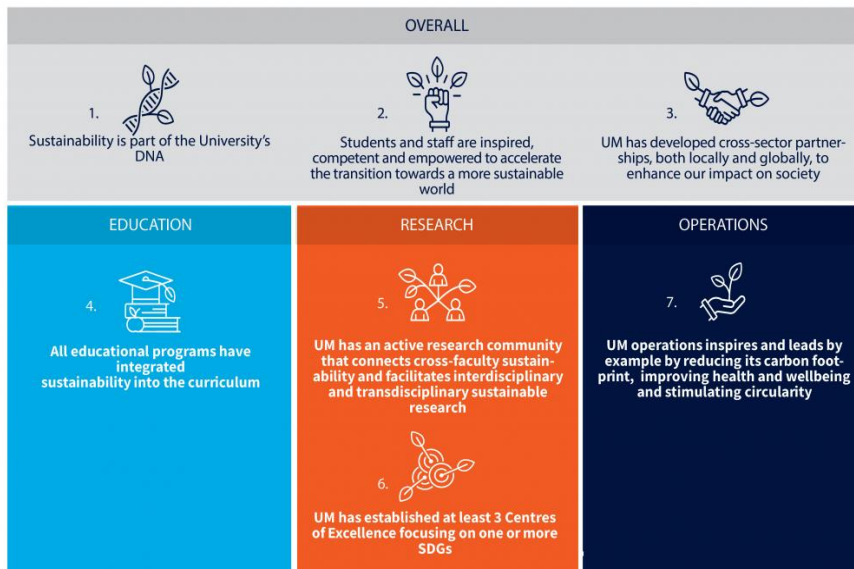 OVERALL
1.
Sustainability is part of the University's
DNA
2.
Students and staff are inspired,
competent and empowered to accelerate
the transition towards a more sustainable
world
3.
UM has developed cross-sector partner-
ships, both locally and globally, to
enhance our impact on society
EDUCATION
4.
All educational programs have
integrated
sustainability into the curriculum
RESEARCH
5.
UM has an active research community
that connects cross-faculty sustain-
ability and facilitates interdisciplinary
and transdisciplinary sustainable
research
6.
UM has established at least 3 Centres
of Excellence focusing on one or more
SDGs
OPERATIONS
7.
UM operations inspires and leads by
example by reducing its carbon foot-
print, improving health and wellbeing
and stimulating circularity